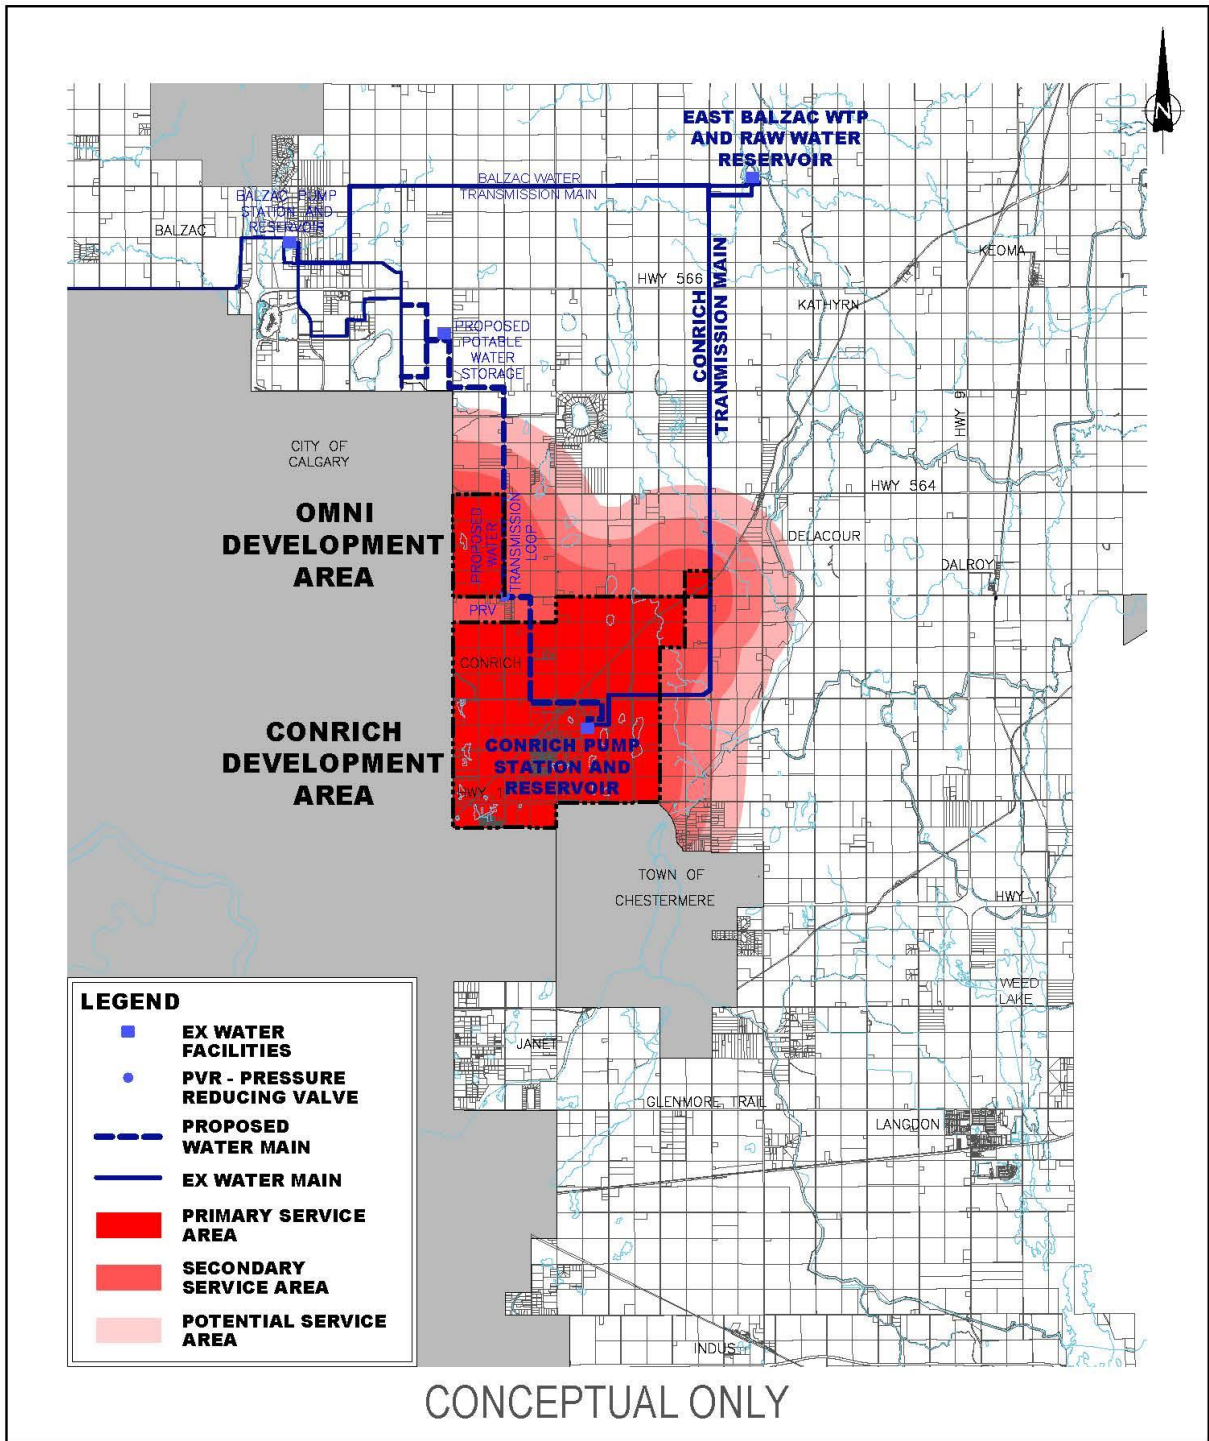 N
EAST BALZAC WTP
AND RAW WATER
RESERVOIR
BALZAC WATER
TRANSMISSION MAIN
BALZAC PUMP
STATION AND
RESERVOIR
BALZAC
KEOMA
HWY 566
CONRICH
TRANMISSION MAIN
KATHYRN
PROPOSED
POTABLE
WATER
STORAGE
HWY 9
CITY OF
CALGARY
HWY 564
OMNI
DEVELOPMENT
AREA
PROPOSED
WATER
TRANSMISSION
LOOP
DELACOUR
DALROY
PRV
CONRICH
CONRICH
DEVELOPMENT
AREA
CONRICH PUMP
STATION AND
RESERVOIR
HWY 1
TOWN OF
CHESTERMERE
HWY 1
WEED
LAKE
JANET
GLENMORE TRAIL
LANGDON
INDUS
LEGEND
EX WATER
FACILITIES
PVR - PRESSURE
REDUCING VALVE
PROPOSED
WATER MAIN
EX WATER MAIN
PRIMARY SERVICE
AREA
SECONDARY
SERVICE AREA
POTENTIAL SERVICE
AREA
CONCEPTUAL ONLY